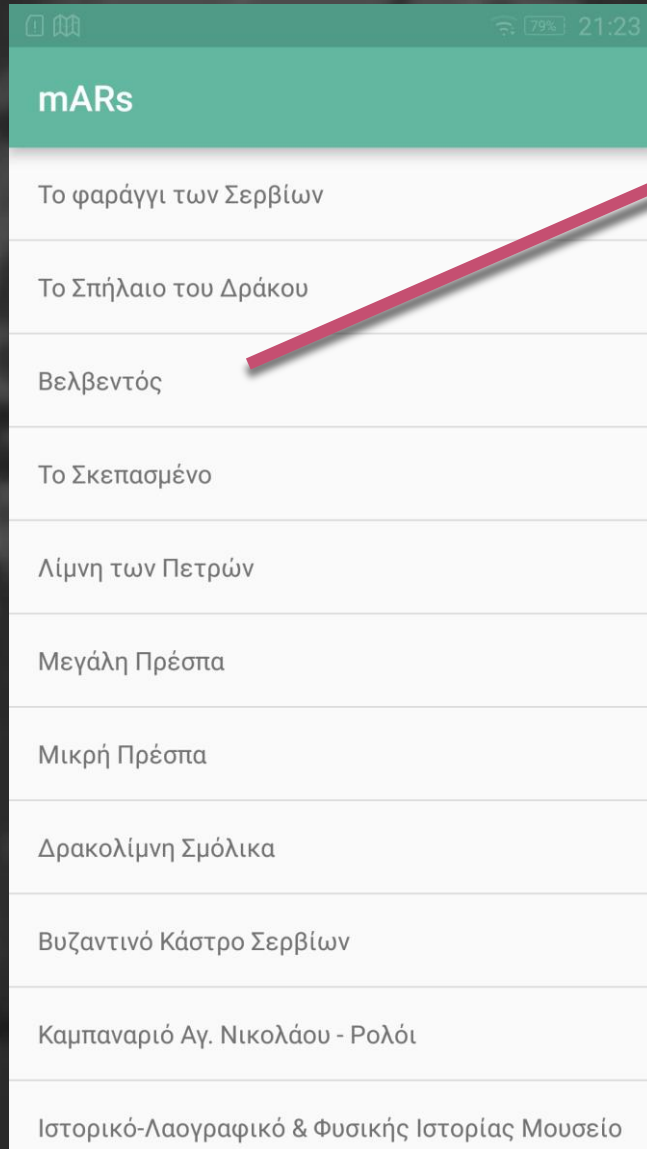 79% 21:23
mARs
Το φαράγγι των Σερβίων
Το Σπήλαιο του Δράκου
Βελβεντός
Το Σκεπασμένο
Λίμνη των Πετρών
Μεγάλη Πρέσπα
Μικρή Πρέσπα
Δρακολίμνη Σμόλικα
Βυζαντινό Κάστρο Σερβίων
Καμπαναριό Αγ. Νικολάου - Ρολόι
Ιστορικό-Λαογραφικό & Φυσικής Ιστορίας Μουσείο